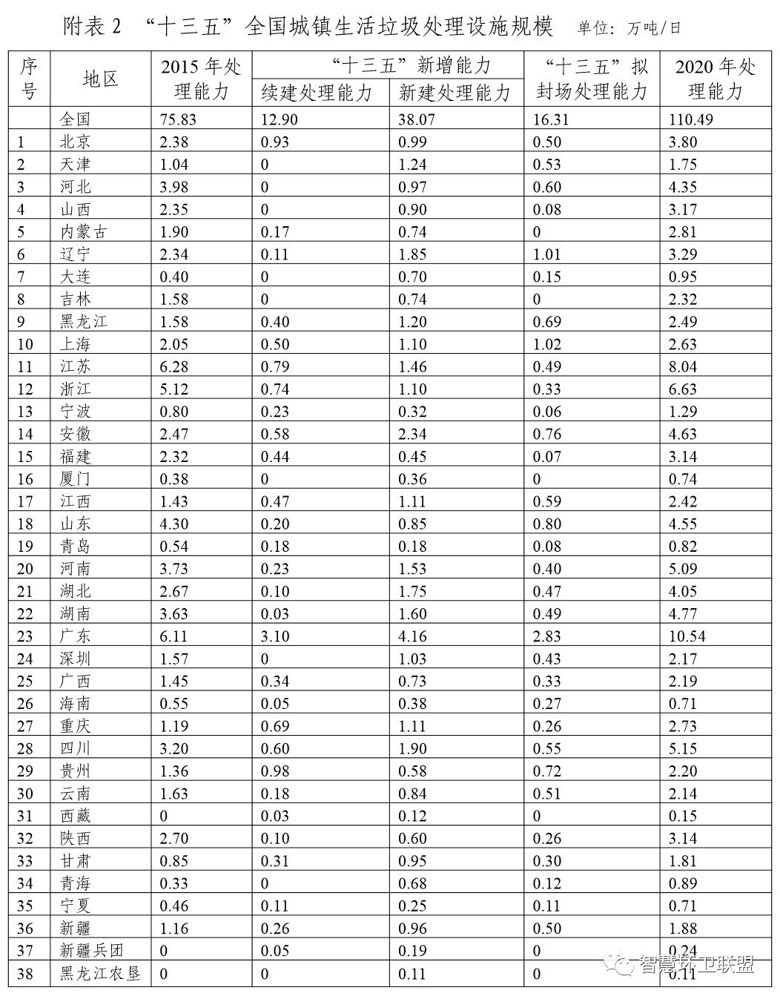 附表2 “十三五”全国城镇生活垃圾处理设施规模 单位：万吨/日
序号 地区 2015年处理能力 “十三五”新增能力 “十三五”拟封场处理能力 2020年处理能力
续建处理能力 新建处理能力
全国 75.83 12.90 38.07 16.31 110.49
1 北京 2.38 0.93 0.99 0.50 3.80
2 天津 1.04 0 1.24 0.53 1.75
3 河北 3.98 0 0.97 0.60 4.35
4 山西 2.35 0 0.90 0.08 3.17
5 内蒙古 1.90 0.17 0.74 0 2.81
6 辽宁 2.34 0.11 1.85 1.01 3.29
7 大连 0.40 0 0.70 0.15 0.95
8 吉林 1.58 0 0.74 0 2.32
9 黑龙江 1.58 0.40 1.20 0.69 2.49
10 上海 2.05 0.50 1.10 1.02 2.63
11 江苏 6.28 0.79 1.46 0.49 8.04
12 浙江 5.12 0.74 1.10 0.33 6.63
13 宁波 0.80 0.23 0.32 0.06 1.29
14 安徽 2.47 0.58 2.34 0.76 4.63
15 福建 2.32 0.44 0.45 0.07 3.14
16 厦门 0.38 0 0.36 0 0.74
17 江西 1.43 0.47 1.11 0.59 2.42
18 山东 4.30 0.20 0.85 0.80 4.55
19 青岛 0.54 0.18 0.18 0.08 0.82
20 河南 3.73 0.23 1.53 0.40 5.09
21 湖北 2.67 0.10 1.75 0.47 4.05
22 湖南 3.63 0.03 1.60 0.49 4.77
23 广东 6.11 3.10 4.16 2.83 10.54
24 深圳 1.57 0 1.03 0.43 2.17
25 广西 1.45 0.34 0.73 0.33 2.19
26 海南 0.55 0.05 0.38 0.27 0.71
27 重庆 1.19 0.69 1.11 0.26 2.73
28 四川 3.20 0.60 1.90 0.55 5.15
29 贵州 1.36 0.98 0.58 0.72 2.20
30 云南 1.63 0.18 0.84 0.51 2.14
31 西藏 0 0.03 0.12 0 0.15
32 陕西 2.70 0.10 0.60 0.26 3.14
33 甘肃 0.85 0.31 0.95 0.30 1.81
34 青海 0.33 0 0.68 0.12 0.89
35 宁夏 0.46 0.11 0.25 0.11 0.71
36 新疆 1.16 0.26 0.96 0.50 1.88
37 新疆兵团 0 0.05 0.19 0 0.24
38 黑龙江农垦 0 0 0.11 0 0.11
智慧环卫联盟